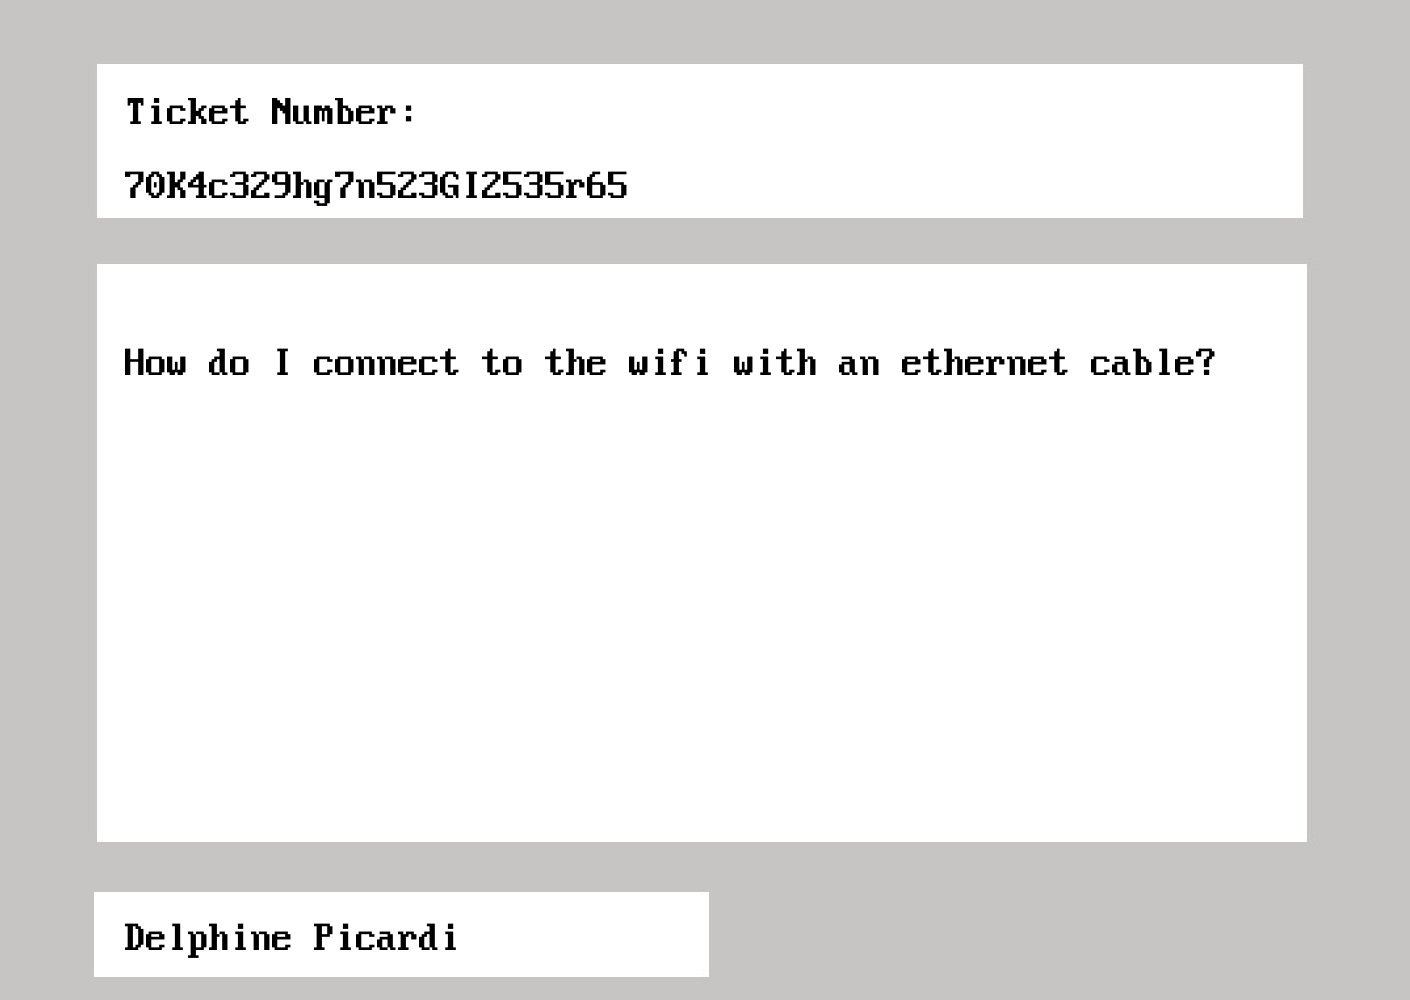 Ticket Number:
70K4c329hg7n523GI2535r65
How do I connect to the wifi with an ethernet cable?
Delphine Picardi